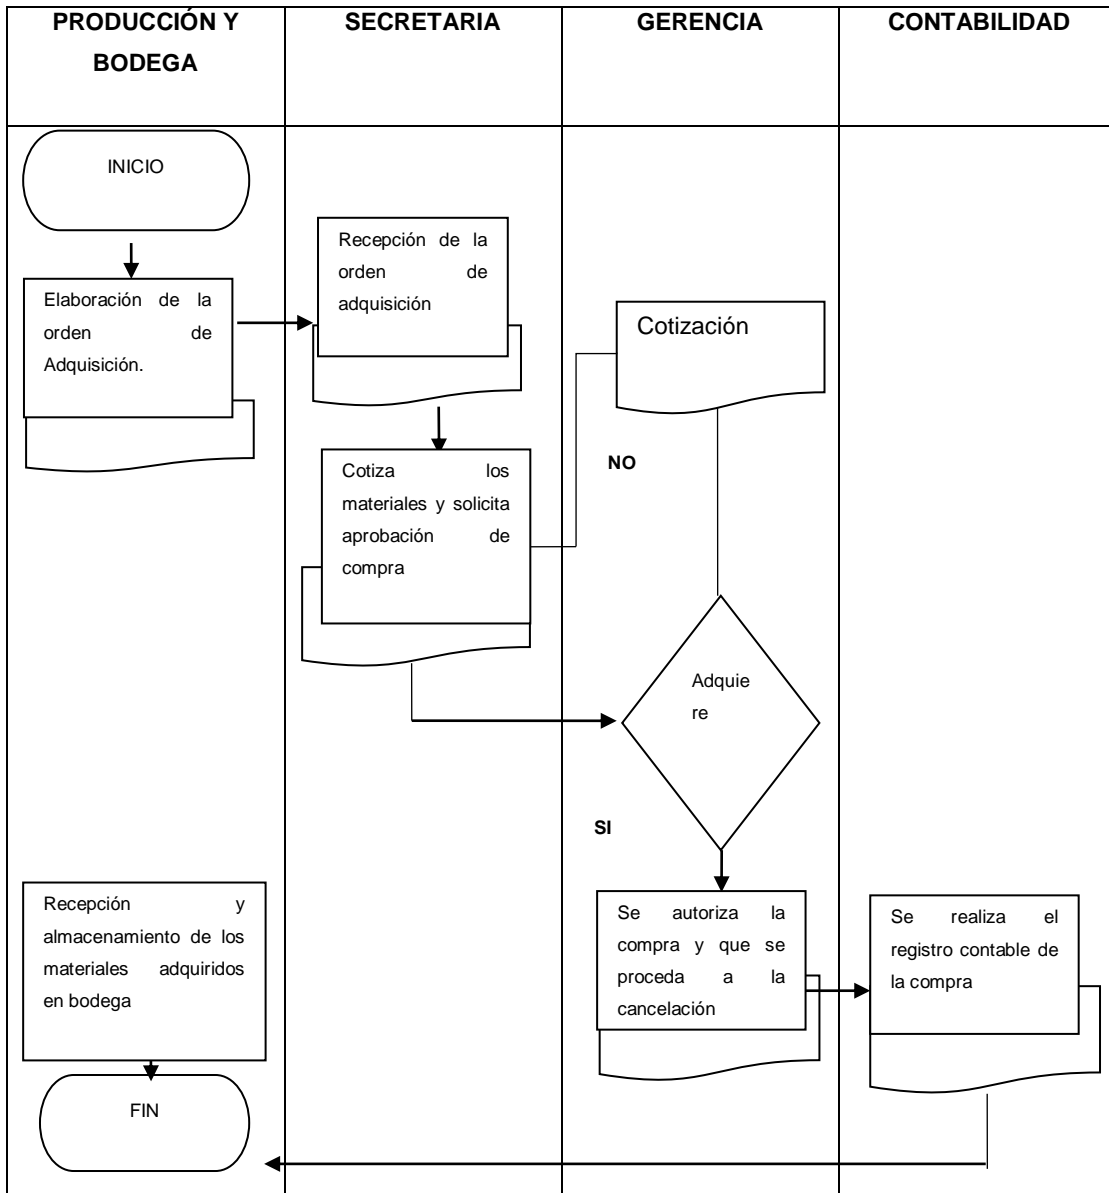 PRODUCCIÓN Y
BODEGA
SECRETARIA
GERENCIA
CONTABILIDAD
INICIO
Elaboración de la
orden de
Adquisición.
Recepción de la
orden de
adquisición
Cotización
NO
Cotiza los
materiales y solicita
aprobación de
compra
Adquie
re
SI
Recepción y
almacenamiento de los
materiales adquiridos
en bodega
Se autoriza la
compra y que se
proceda a la
cancelación
Se realiza el
registro contable de
la compra
FIN